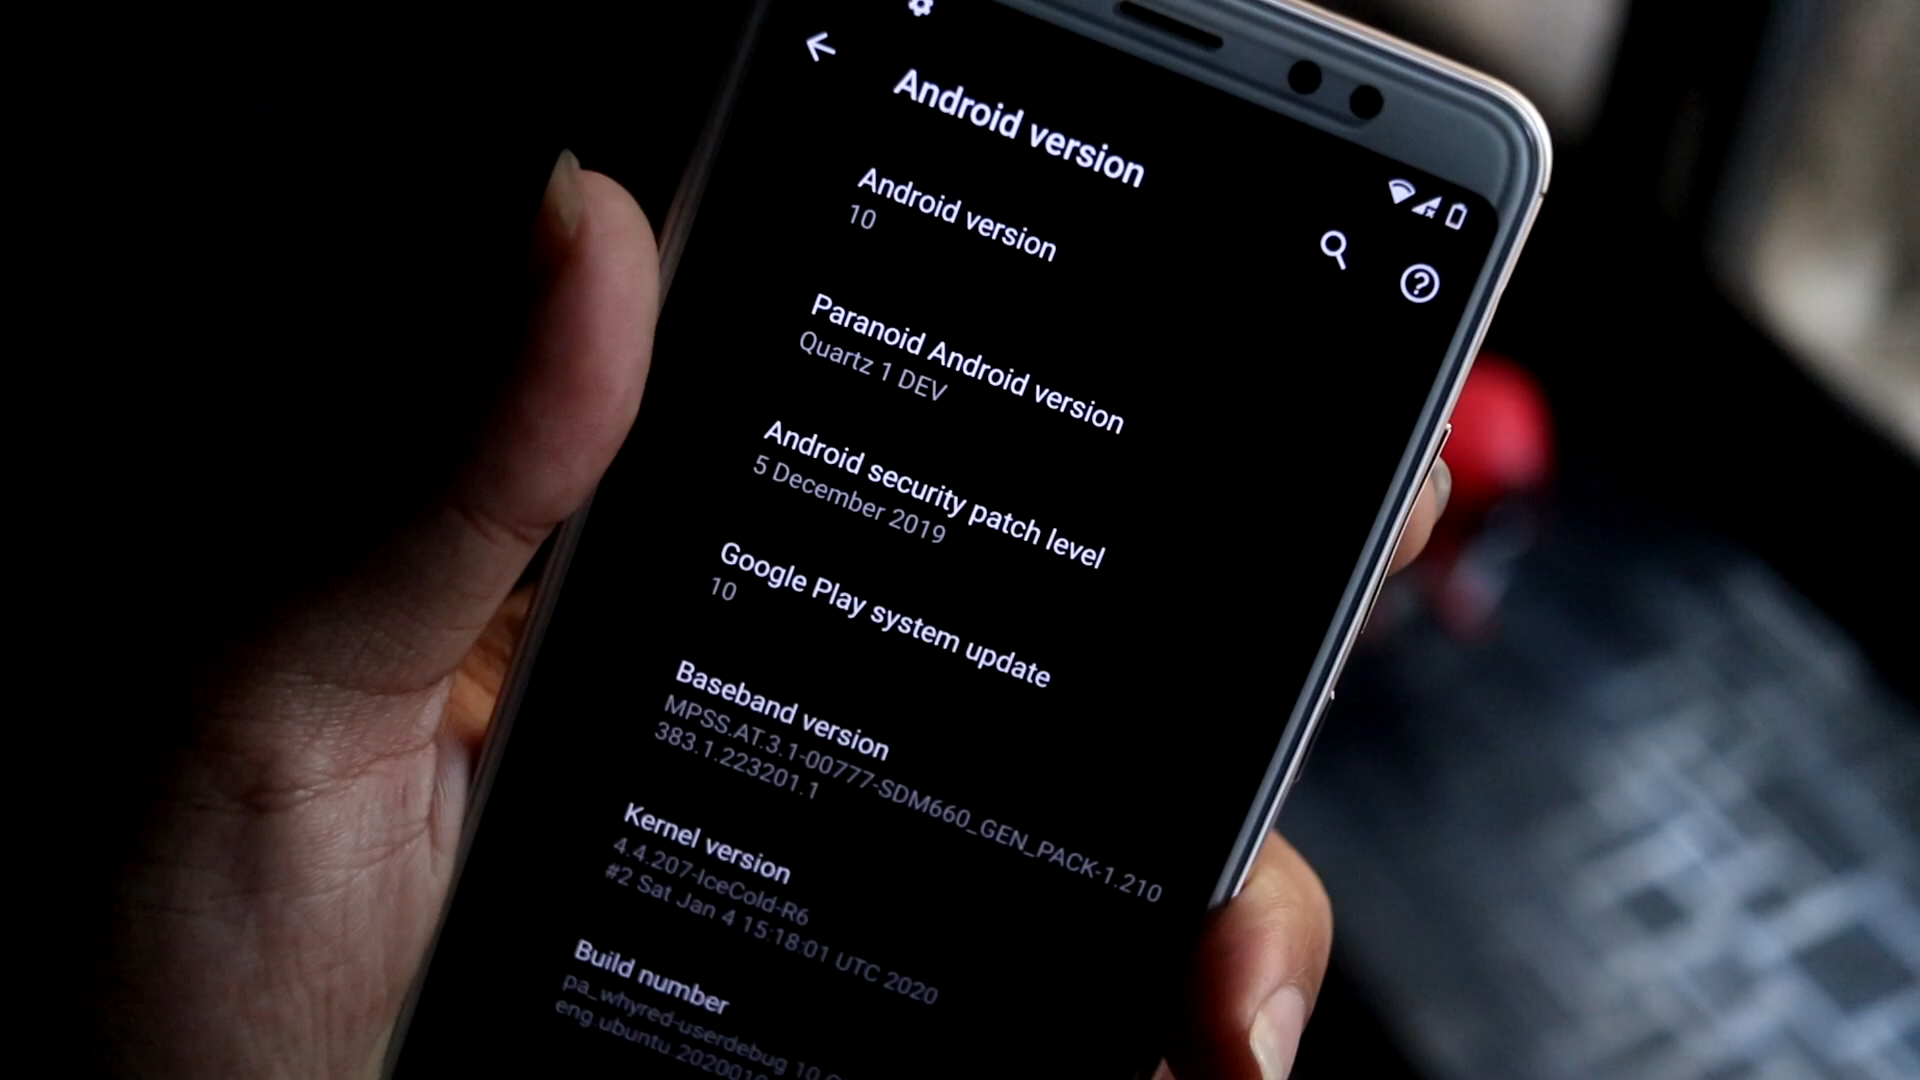 Android version
Android version
10
Paranoid Android version
Quartz 1 DEV
Android security patch level
5 December 2019
Google Play system update
10
Baseband version
MPSS.AT.3.1-00777-SDM660_GEN_PACK-1.210
383.1.223201.1
Kernel version
4.4.207-IceCold-R6
#2 Sat Jan 4 15:18:01 UTC 2020
Build number
pa_whyred-userdebug 10
eng.ubuntu.